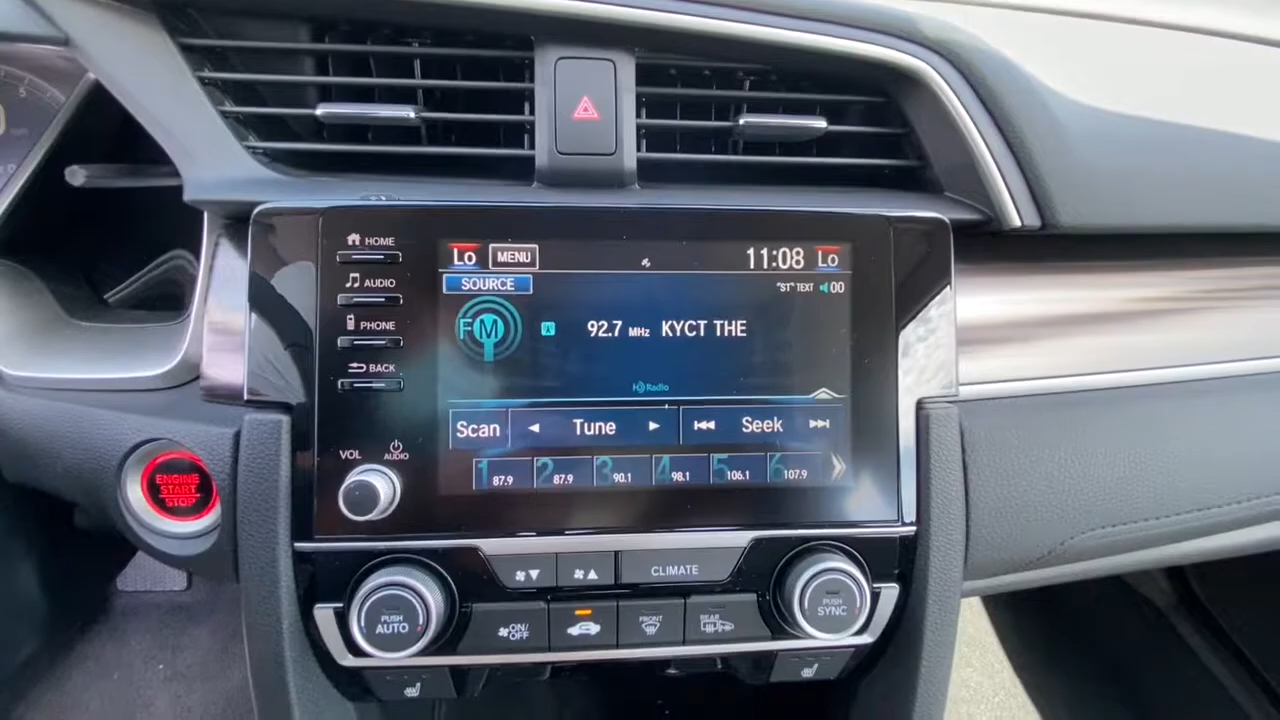 5
HOME
AUDIO
PHONE
BACK
VOL
AUDIO
Lo
MENU
11:08
Lo
SOURCE
"ST" TEXT
00
FM
92.7 MHz
KYCT THE
HD Radio
Scan
Tune
Seek
1 87.9
2 87.9
3 90.1
4 98.1
5 106.1
6 107.9
ENGINE
START
STOP
CLIMATE
PUSH
AUTO
ON/
OFF
FRONT
REAR
PUSH
SYNC